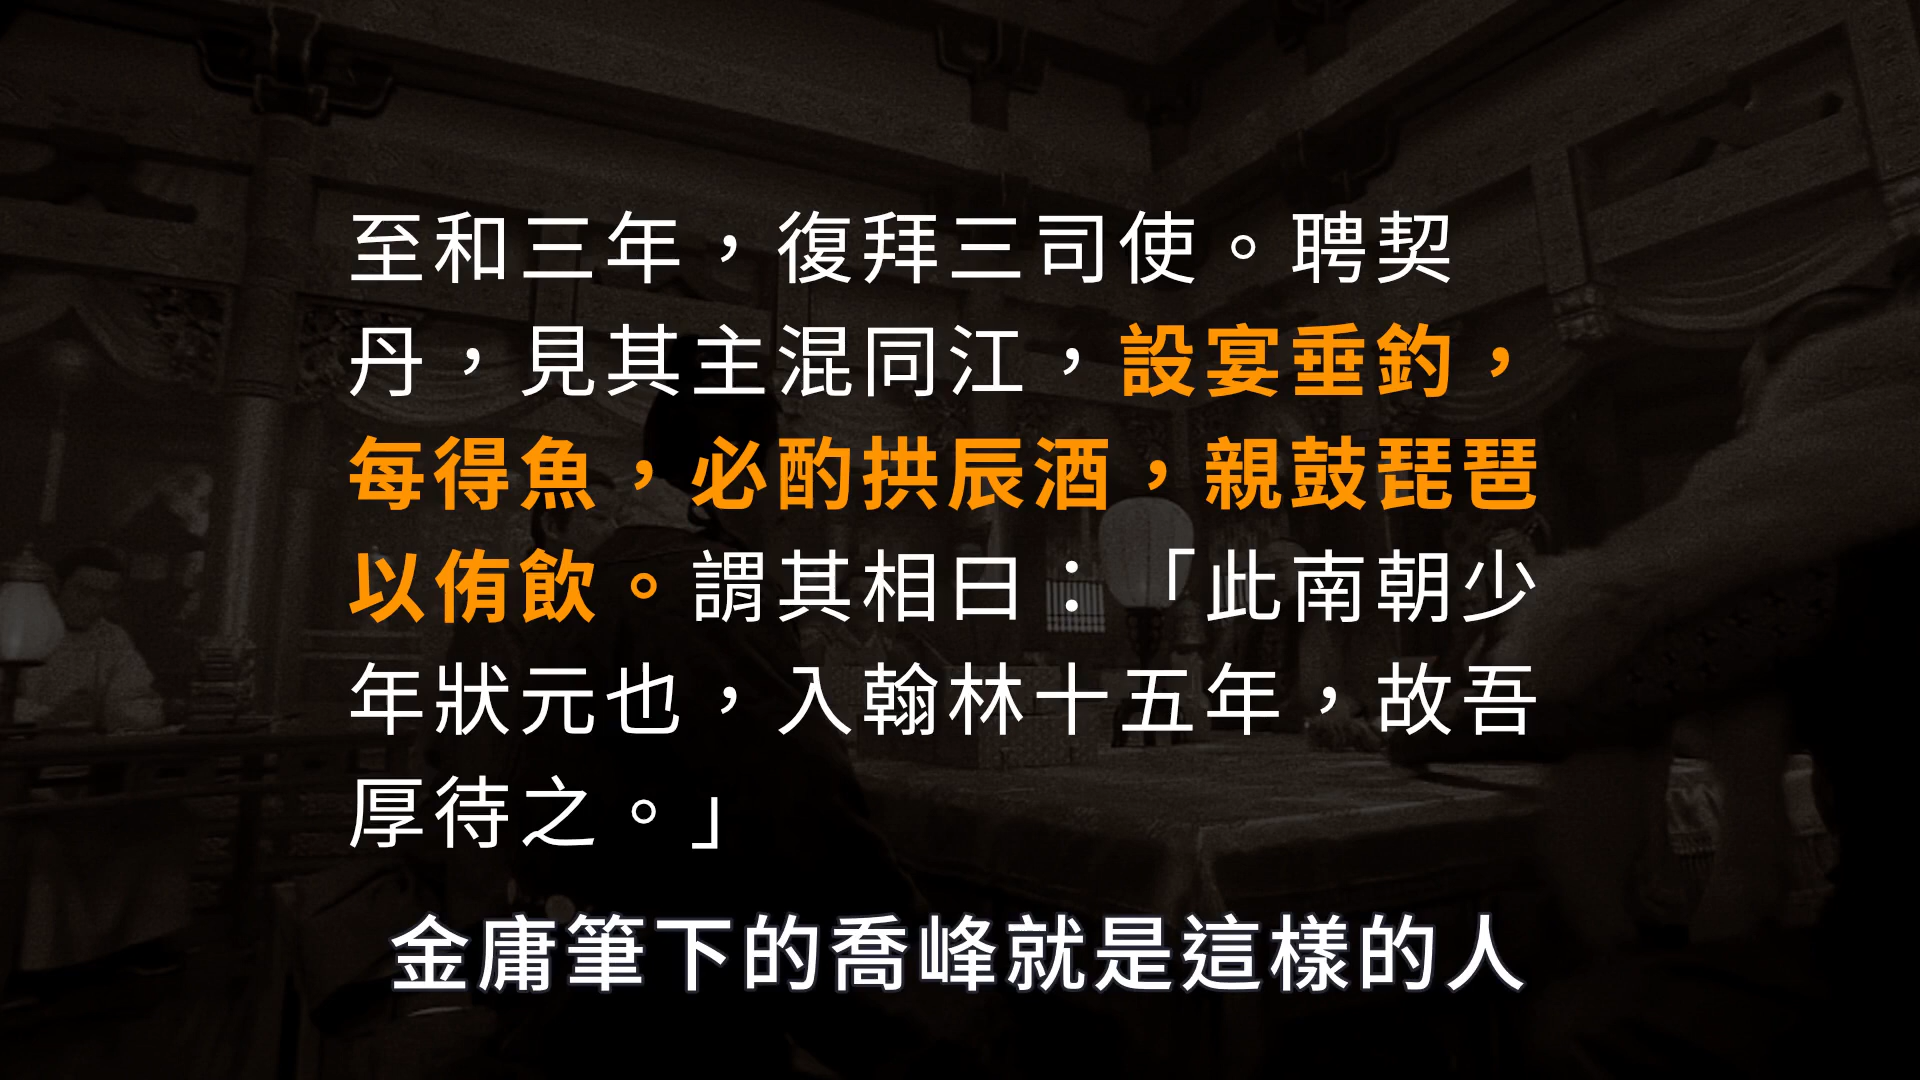 至和三年，復拜三司使。聘契
丹，見其主混同江，設宴垂釣，
每得魚，必酌拱辰酒，親鼓琵琶
以侑飲。謂其相曰：「此南朝少
年狀元也，入翰林十五年，故吾
厚待之。」
金庸筆下的喬峰就是這樣的人